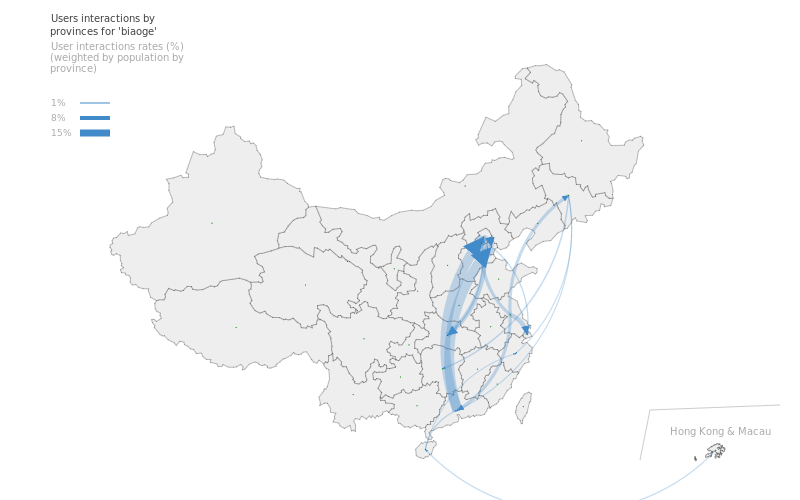 Users interactions by
provinces for 'biaoge'
User interactions rates (%)
(weighted by population by
province)
1%
8%
15%
Hong Kong & Macau